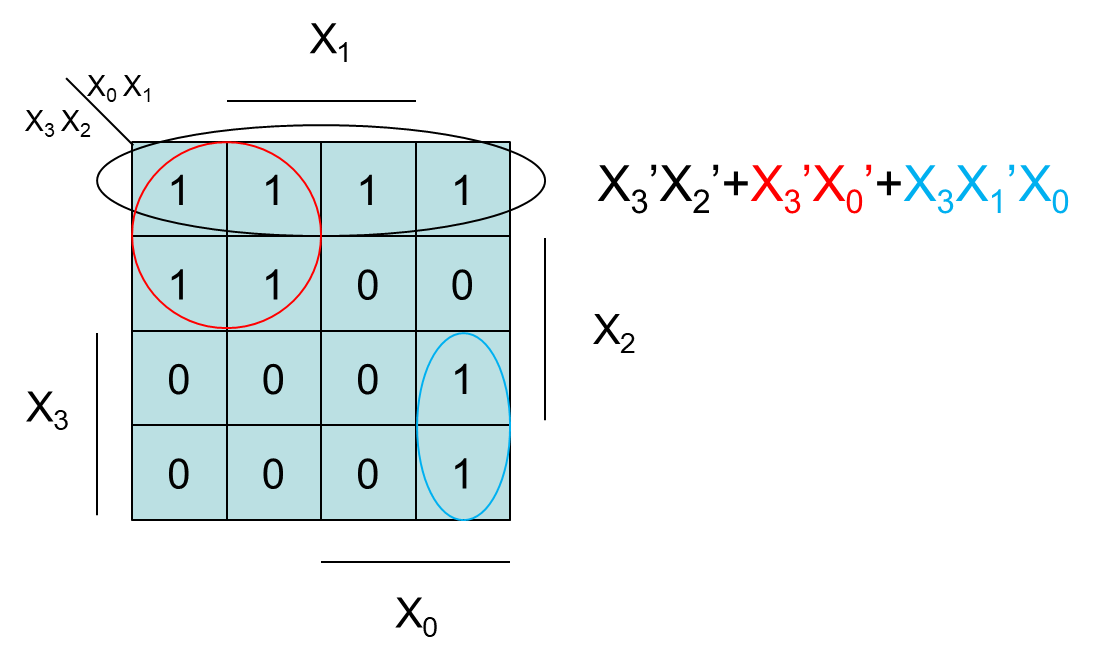 X₁
X₀ X₁
X₃ X₂
1 1 1 1
X₃’X₂’+X₃’X₀’+X₃X₁’X₀
1 1 0 0
X₂
0 0 0 1
X₃
0 0 0 1
X₀